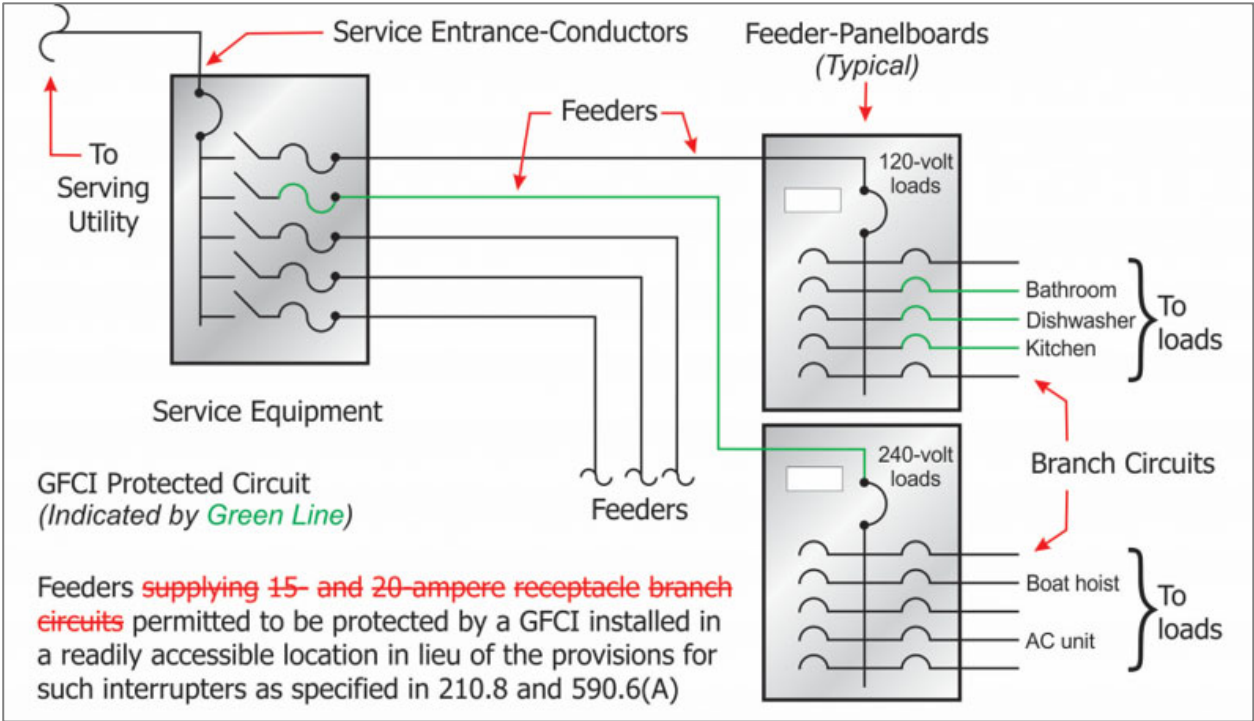 Service Entrance-Conductors
Feeder-Panelboards
(Typical)
Feeders
To
Serving
Utility
120-volt
loads
Bathroom
Dishwasher
Kitchen
To
loads
Service Equipment
240-volt
loads
Branch Circuits
GFCI Protected Circuit
(Indicated by Green Line)
Feeders
Boat hoist
AC unit
To
loads
Feeders supplying 15- and 20-ampere receptacle branch
circuits permitted to be protected by a GFCI installed in
a readily accessible location in lieu of the provisions for
such interrupters as specified in 210.8 and 590.6(A)